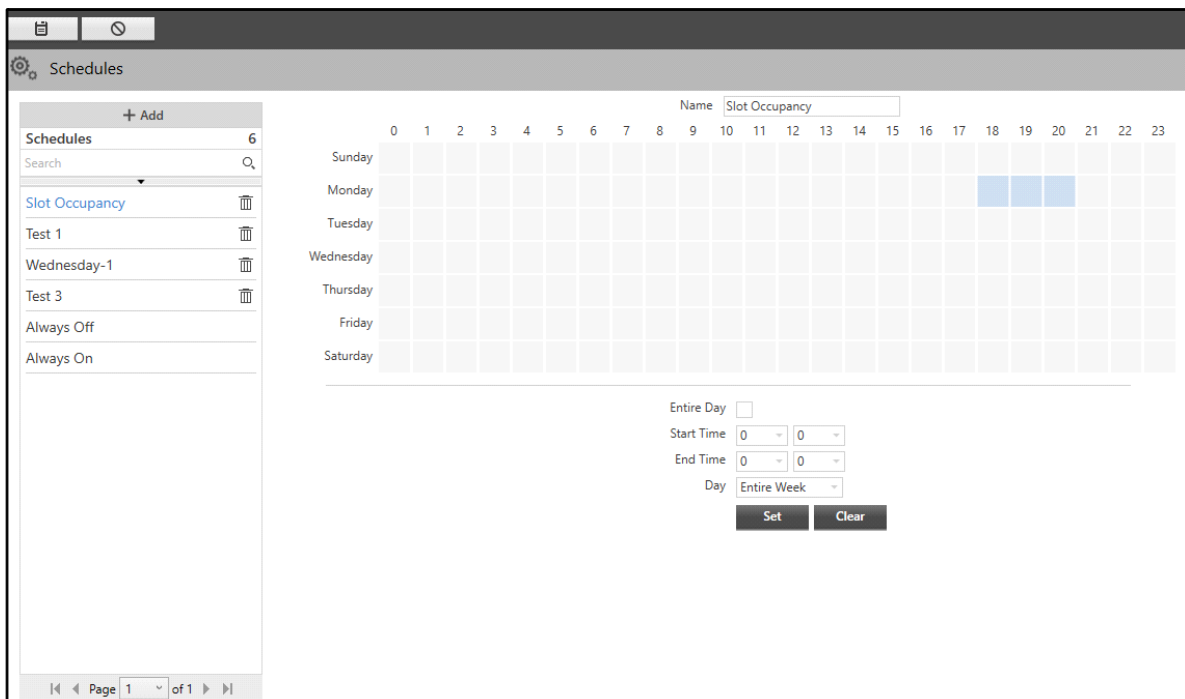 Schedules
+ Add
Schedules 6
Search
Slot Occupancy
Test 1
Wednesday-1
Test 3
Always Off
Always On
Page 1 of 1
Name Slot Occupancy
0 1 2 3 4 5 6 7 8 9 10 11 12 13 14 15 16 17 18 19 20 21 22 23
Sunday
Monday
Tuesday
Wednesday
Thursday
Friday
Saturday
Entire Day
Start Time 0 0
End Time 0 0
Day Entire Week
Set Clear